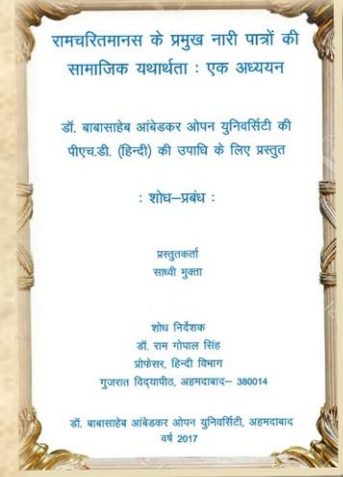 रामचरितमानस के प्रमुख नारी पात्रों की
सामाजिक यथार्थता : एक अध्ययन
डॉ. बाबासाहेब आंबेडकर ओपन युनिवर्सिटी की
पीएच.डी. (हिन्दी) की उपाधि के लिए प्रस्तुत
: शोध–प्रबंध :
प्रस्तुतकर्ता
साध्वी मुक्ता
शोध निर्देशक
डॉ. राम गोपाल सिंह
प्रोफेसर, हिन्दी विभाग
गुजरात विद्यापीठ, अहमदाबाद– 380014
डॉ. बाबासाहेब आंबेडकर ओपन युनिवर्सिटी, अहमदाबाद
वर्ष 2017